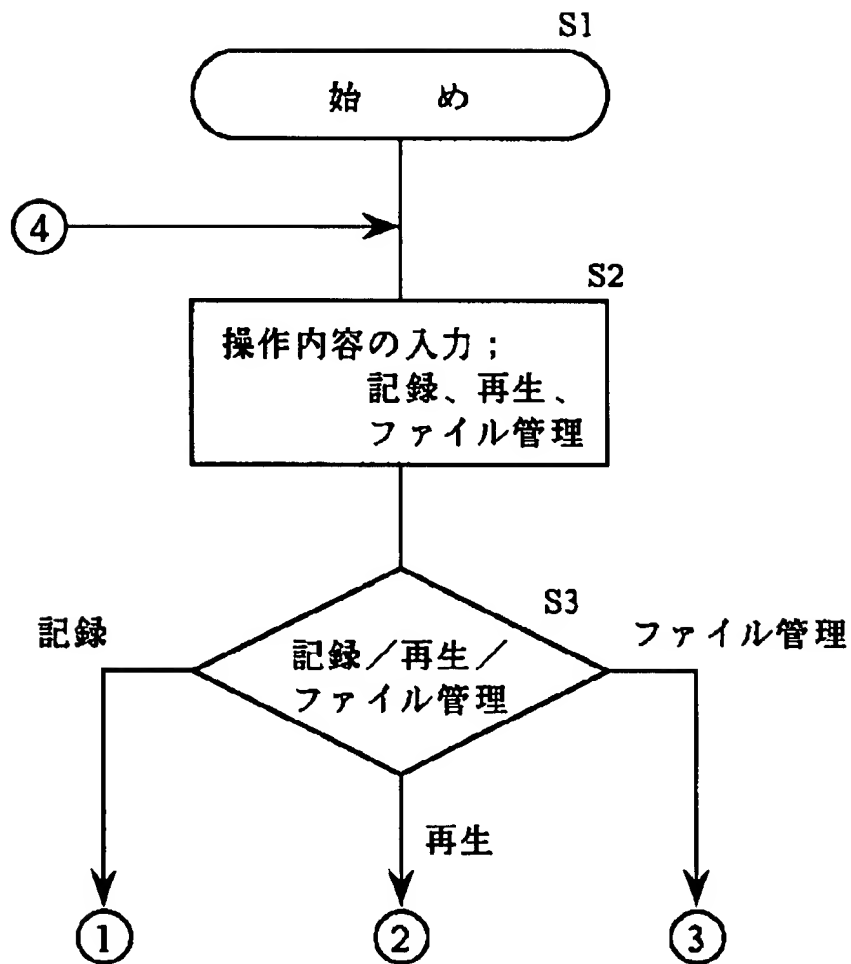 S1
始 め
④
S2
操作内容の入力；
記録、再生、
ファイル管理
S3
記録
ファイル管理
記録／再生／
ファイル管理
再生
①
②
③